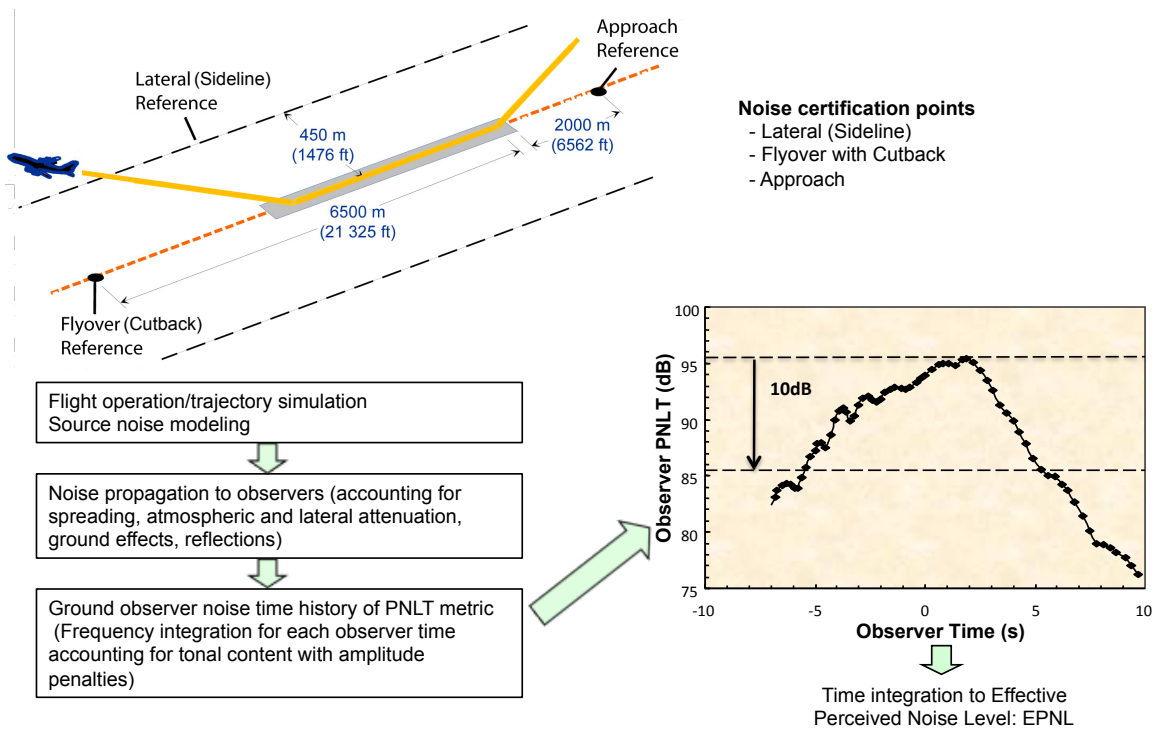 Approach
Reference
Lateral (Sideline)
Reference
450 m
(1476 ft)
2000 m
(6562 ft)
6500 m
(21 325 ft)
Flyover (Cutback)
Reference
Noise certification points
- Lateral (Sideline)
- Flyover with Cutback
- Approach
Flight operation/trajectory simulation
Source noise modeling
Noise propagation to observers (accounting for
spreading, atmospheric and lateral attenuation,
ground effects, reflections)
Ground observer noise time history of PNLT metric
(Frequency integration for each observer time
accounting for tonal content with amplitude
penalties)
Observer PNLT (dB)
100
95
90
85
80
75
10dB
-10
-5
0
5
10
Observer Time (s)
Time integration to Effective
Perceived Noise Level: EPNL